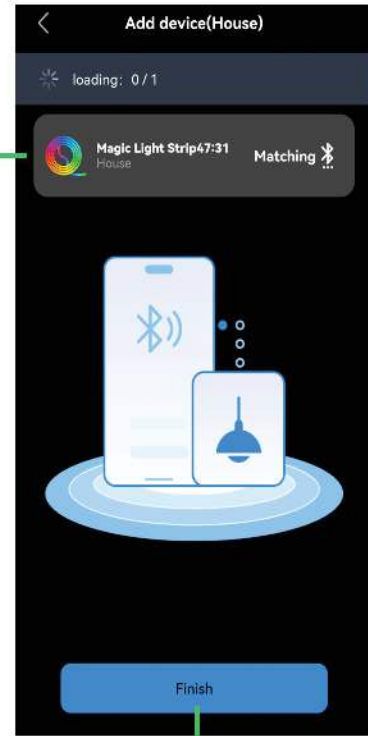 Add device(House)
loading: 0/1
Magic Light Strip47:31
House
Matching
Finish